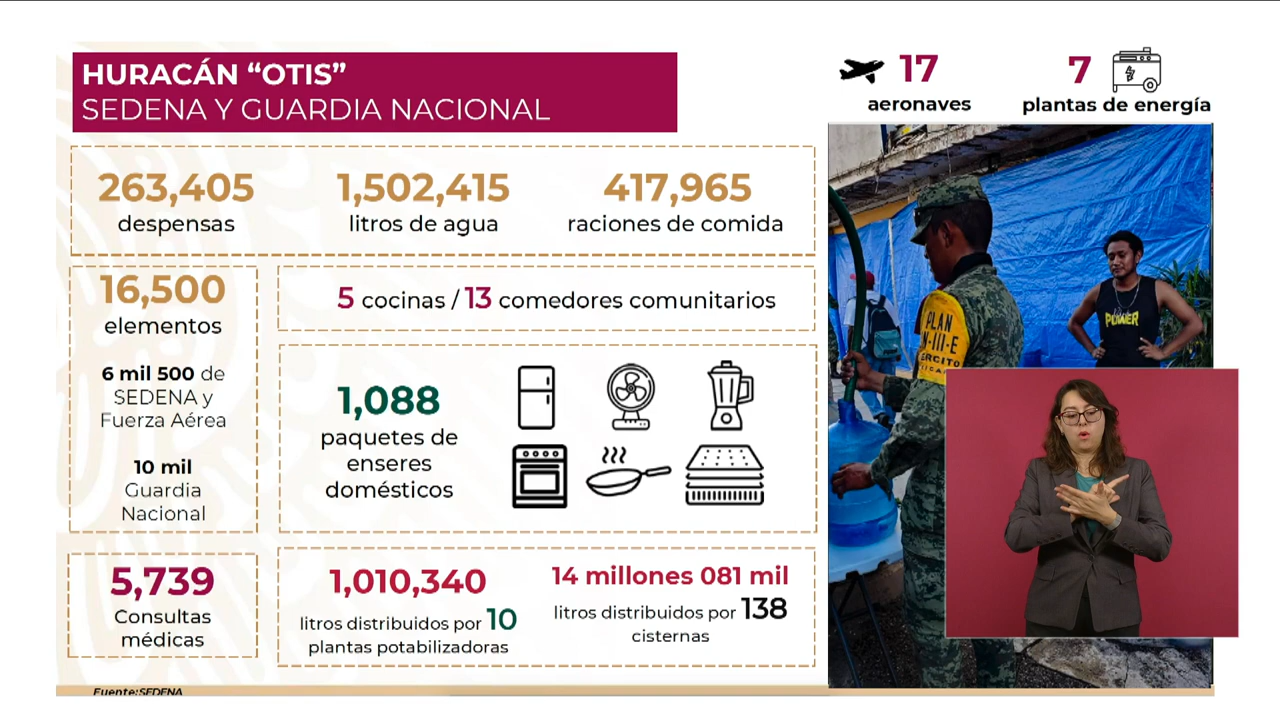 HURACÁN “OTIS”
SEDENA Y GUARDIA NACIONAL
17
aeronaves
7
plantas de energía
263,405
despensas
1,502,415
litros de agua
417,965
raciones de comida
16,500
elementos
6 mil 500 de
SEDENA y
Fuerza Aérea
10 mil
Guardia
Nacional
5 cocinas / 13 comedores comunitarios
1,088
paquetes de
enseres
domésticos
5,739
Consultas
médicas
1,010,340
litros distribuidos por 10
plantas potabilizadoras
14 millones 081 mil
litros distribuidos por 138
cisternas
PLAN
N-III-E
POWER
Fuente:SEDENA